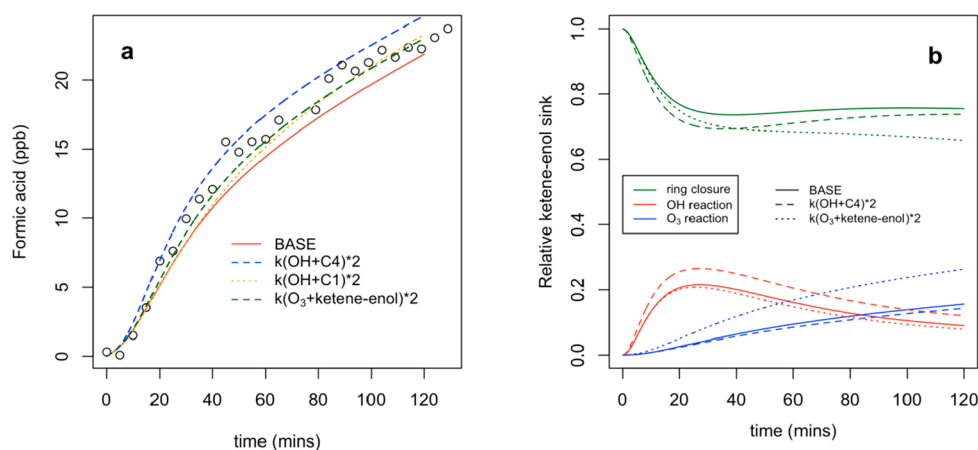 a
Formic acid (ppb)
20
15
10
5
0
BASE
k(OH+C4)*2
k(OH+C1)*2
k(O₃+ketene-enol)*2
0 20 40 60 80 100 120
time (mins)
b
Relative ketene-enol sink
1.0
0.8
0.6
0.4
0.2
0.0
ring closure
OH reaction
O₃ reaction
BASE
k(OH+C4)*2
k(O₃+ketene-enol)*2
0 20 40 60 80 100 120
time (mins)